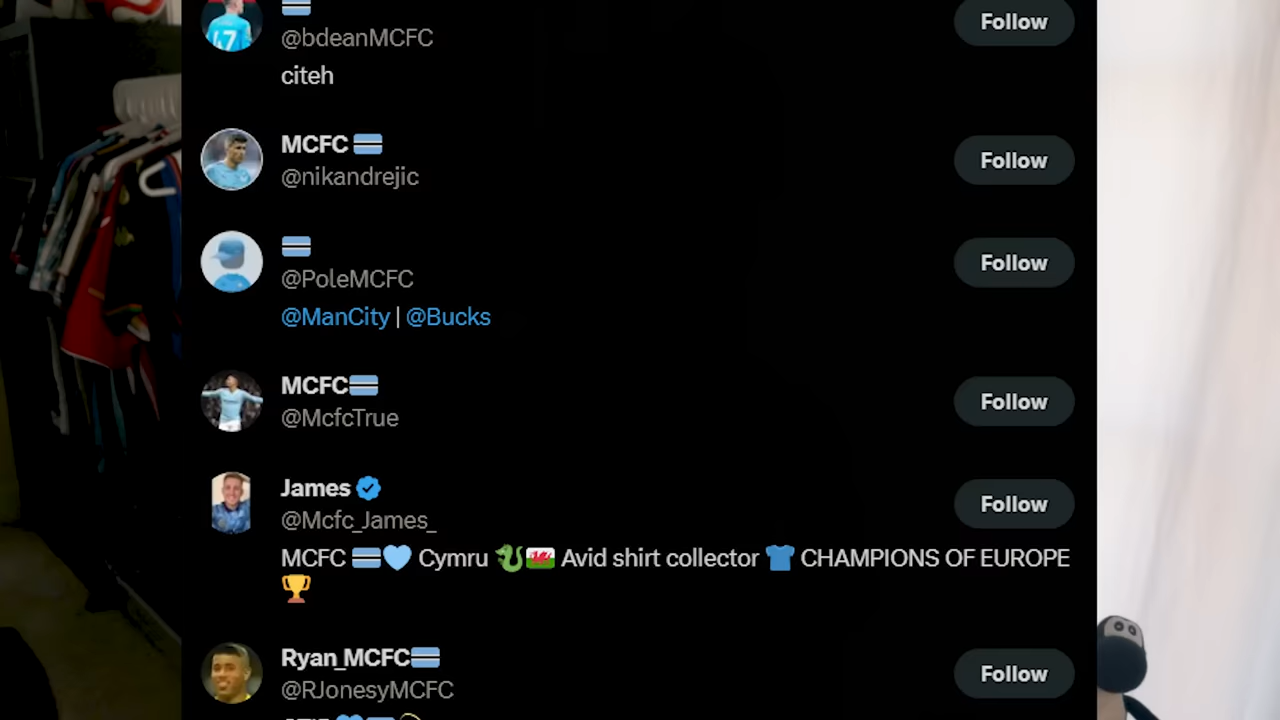 🇧🇼
@bdeanMCFC
Follow
citeh
MCFC 🇧🇼
@nikandrejic
Follow
🇧🇼
@PoleMCFC
Follow
@ManCity | @Bucks
MCFC🇧🇼
@McfcTrue
Follow
James
@Mcfc_James_
Follow
MCFC 🇧🇼🩵 Cymru 🐉🏴󠁧󠁢󠁷󠁬󠁳󠁿 Avid shirt collector 👕 CHAMPIONS OF EUROPE
🏆
Ryan_MCFC🇧🇼
@RJonesyMCFC
Follow